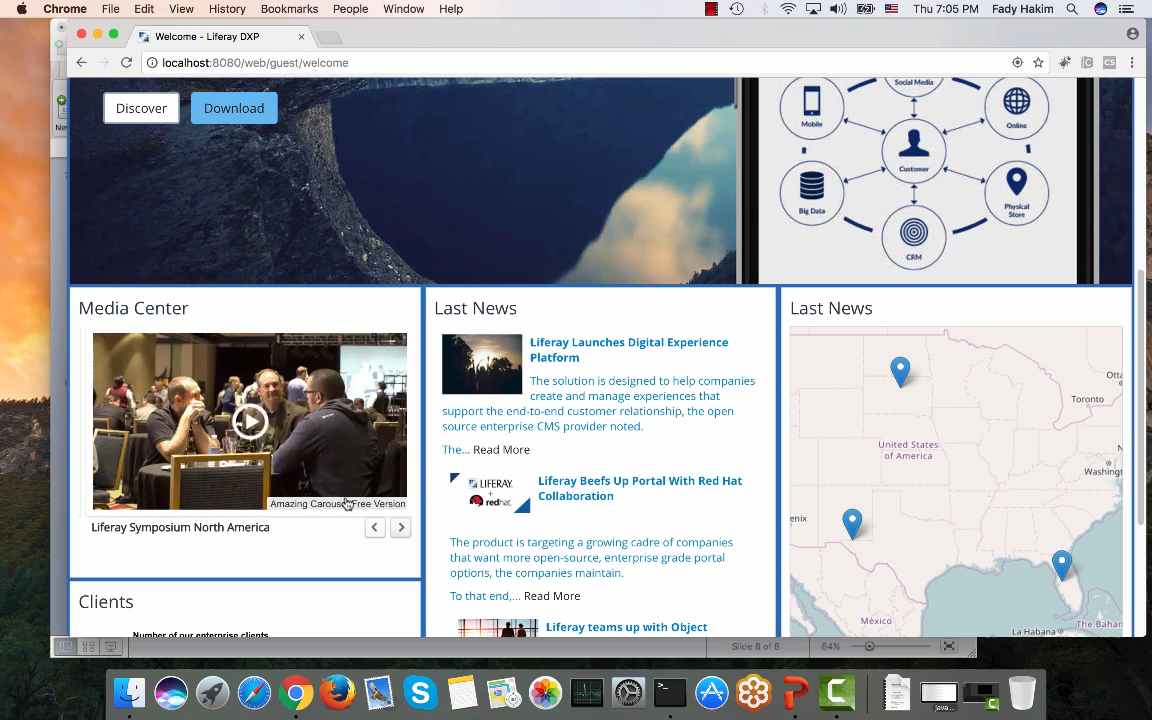 Chrome File Edit View History Bookmarks People Window Help Thu 7:05 PM Fady Hakim
Welcome - Liferay DXP
localhost:8080/web/guest/welcome
Discover Download
Social Media
Mobile
Online
Customer
Big Data
Physical
Store
CRM
Media Center
Amazing Carousel Free Version
Liferay Symposium North America
Clients
Number of our enterprise clients
Last News
Liferay Launches Digital Experience
Platform
The solution is designed to help companies
create and manage experiences that
support the end-to-end customer relationship, the open
source enterprise CMS provider noted.
The... Read More
LIFERAY.
+
redhat
Liferay Beefs Up Portal With Red Hat
Collaboration
The product is targeting a growing cadre of companies
that want more open-source, enterprise grade portal
options, the companies maintain.
To that end,... Read More
Liferay teams up with Object
Last News
Otta
Toronto
United States
of America
Washingt
enix
México
La Habana
The Bahar
Slide 8 of 8 84%